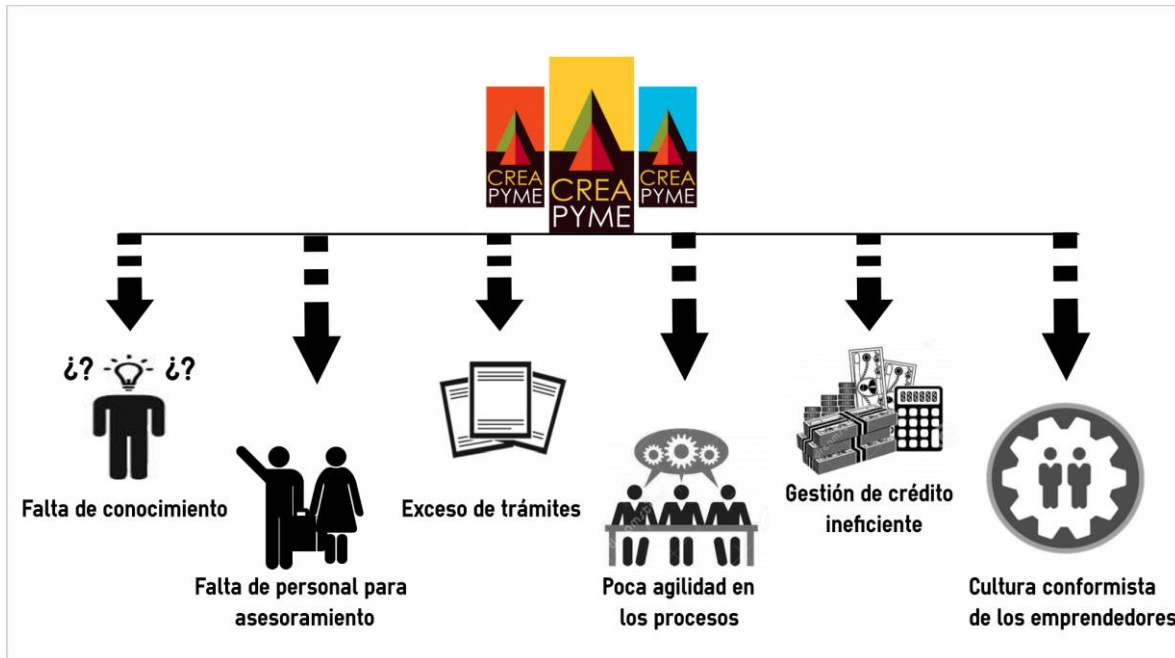 CREA
PYME
CREA
PYME
CREA
PYME
¿?
¿?
Falta de conocimiento
Falta de personal para
asesoramiento
Exceso de trámites
Poca agilidad en
los procesos
Gestión de crédito
ineficiente
Cultura conformista
de los emprendedores